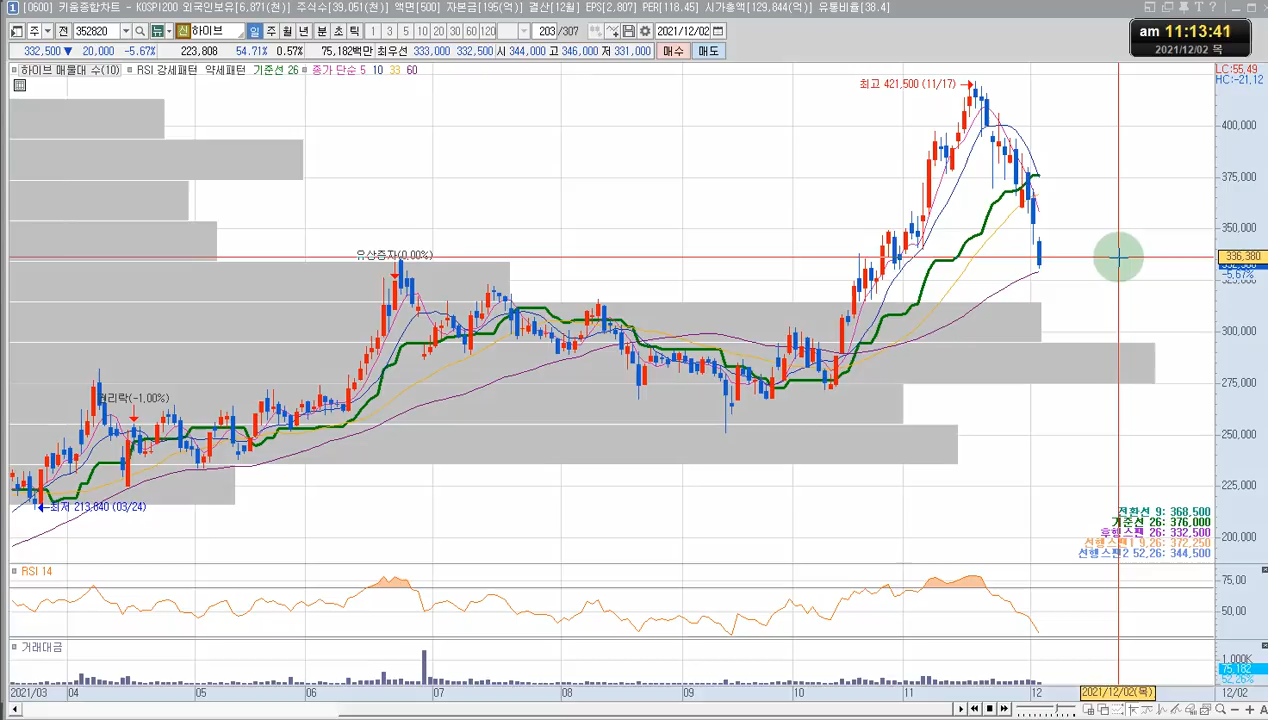 [0600] 키움종합차트 - KOSPI200 외국인보유[6,871(천)] 주식수[39,051(천)] 액면[500] 자본금[195(억)] 결산[12월] EPS[2,807] PER[118.45] 시가총액[129,844(억)] 유통비율[38.4]
주 전 352820 뉴 신 하이브 일 주 월 년 분 초 틱 1 3 5 10 30 60 120 203 /307 2021/12/02
332,500 ▼ 20,000 -5.67% 223,808 54.71% 0.57% 75,182백만 최우선 333,000 332,500 시 344,000 고 346,000 저 331,000 매수 매도
am 11:13:41
2021/12/02 목
하이브 매물대 수(10) RSI 강세패턴 약세패턴 기준선 26 종가 단순 5 10 33 60
LC:55.49
HC:-21.12
최고 421,500 (11/17)
400,000
375,000
350,000
유상증자(0.00%)
336,380
-5.67%
325,000
300,000
275,000
권리락(-1.00%)
250,000
225,000
최저 213,840 (03/24)
전환선 9: 368,500
기준선 26: 376,000
후행스팬 26: 332,500
선행스팬1 9,26: 372,250
선행스팬2 52,26: 344,500
200,000
RSI 14
75.00
50.00
거래대금
1,000K
75,182
52.26%
2021/03 04 05 06 07 08 09 10 11 12 2021/12/02(목) 12/02